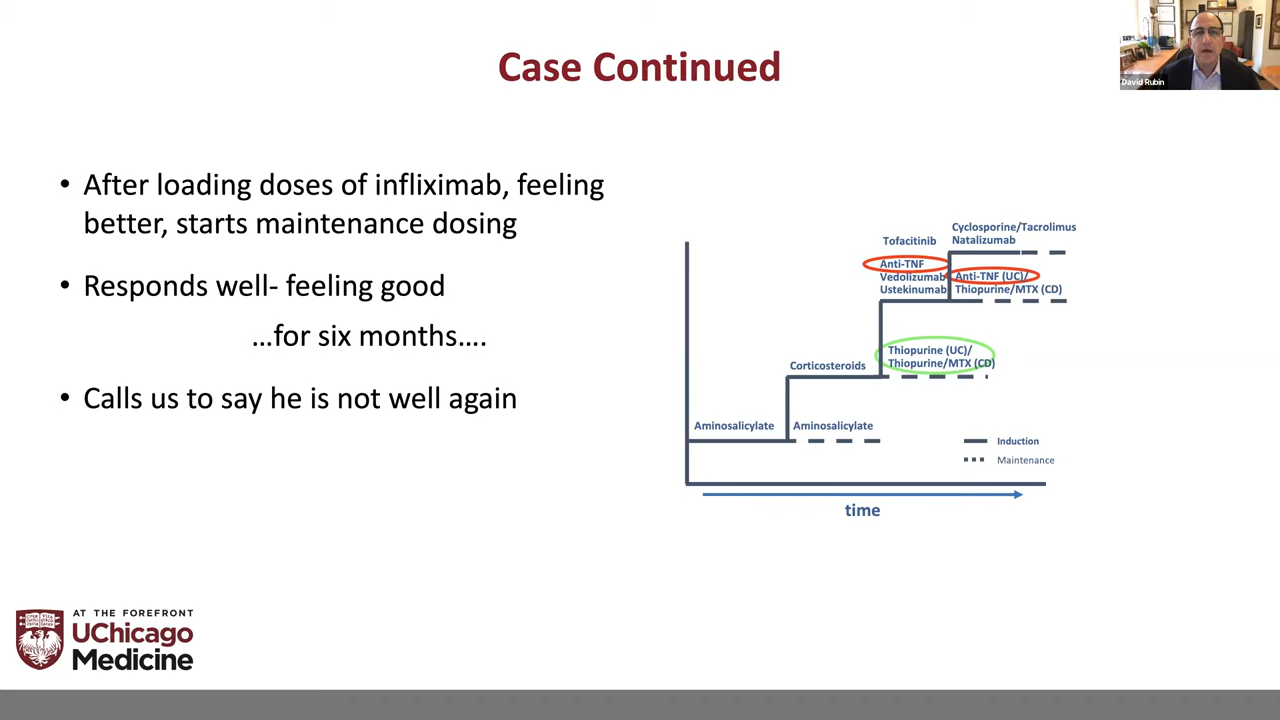 Case Continued
David Rubin
• After loading doses of infliximab, feeling
better, starts maintenance dosing
• Responds well- feeling good
…for six months….
• Calls us to say he is not well again
Cyclosporine/Tacrolimus
Natalizumab
Tofacitinib
Anti-TNF
Vedolizumab
Ustekinumab
Anti-TNF (UC)/
Thiopurine/MTX (CD)
Thiopurine (UC)/
Thiopurine/MTX (CD)
Corticosteroids
Aminosalicylate
Aminosalicylate
Induction
Maintenance
time
AT THE FOREFRONT
UChicago
Medicine